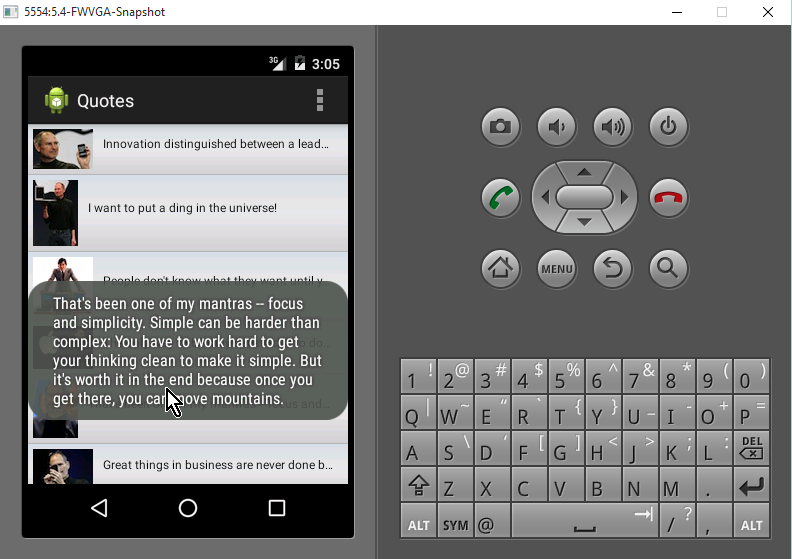 5554:5.4-FWVGA-Snapshot
3G 3:05
Quotes
Innovation distinguished between a lead...
I want to put a ding in the universe!
People don't know what they want until y...
That's been one of my mantras -- focus
and simplicity. Simple can be harder than
complex: You have to work hard to get
your thinking clean to make it simple. But
it's worth it in the end because once you
get there, you can move mountains.
Great things in business are never done b...
MENU
1 ! 2 @ 3 # 4 $ 5 % 6 ^ 7 & 8 * 9 ( 0 )
Q | W ~ E “ R ` T { Y } U _ I - O + P =
A S \ D ‘ F [ G ] H < J > K ; L : DEL
Z X C V B N M .
ALT SYM @ / ? , ALT